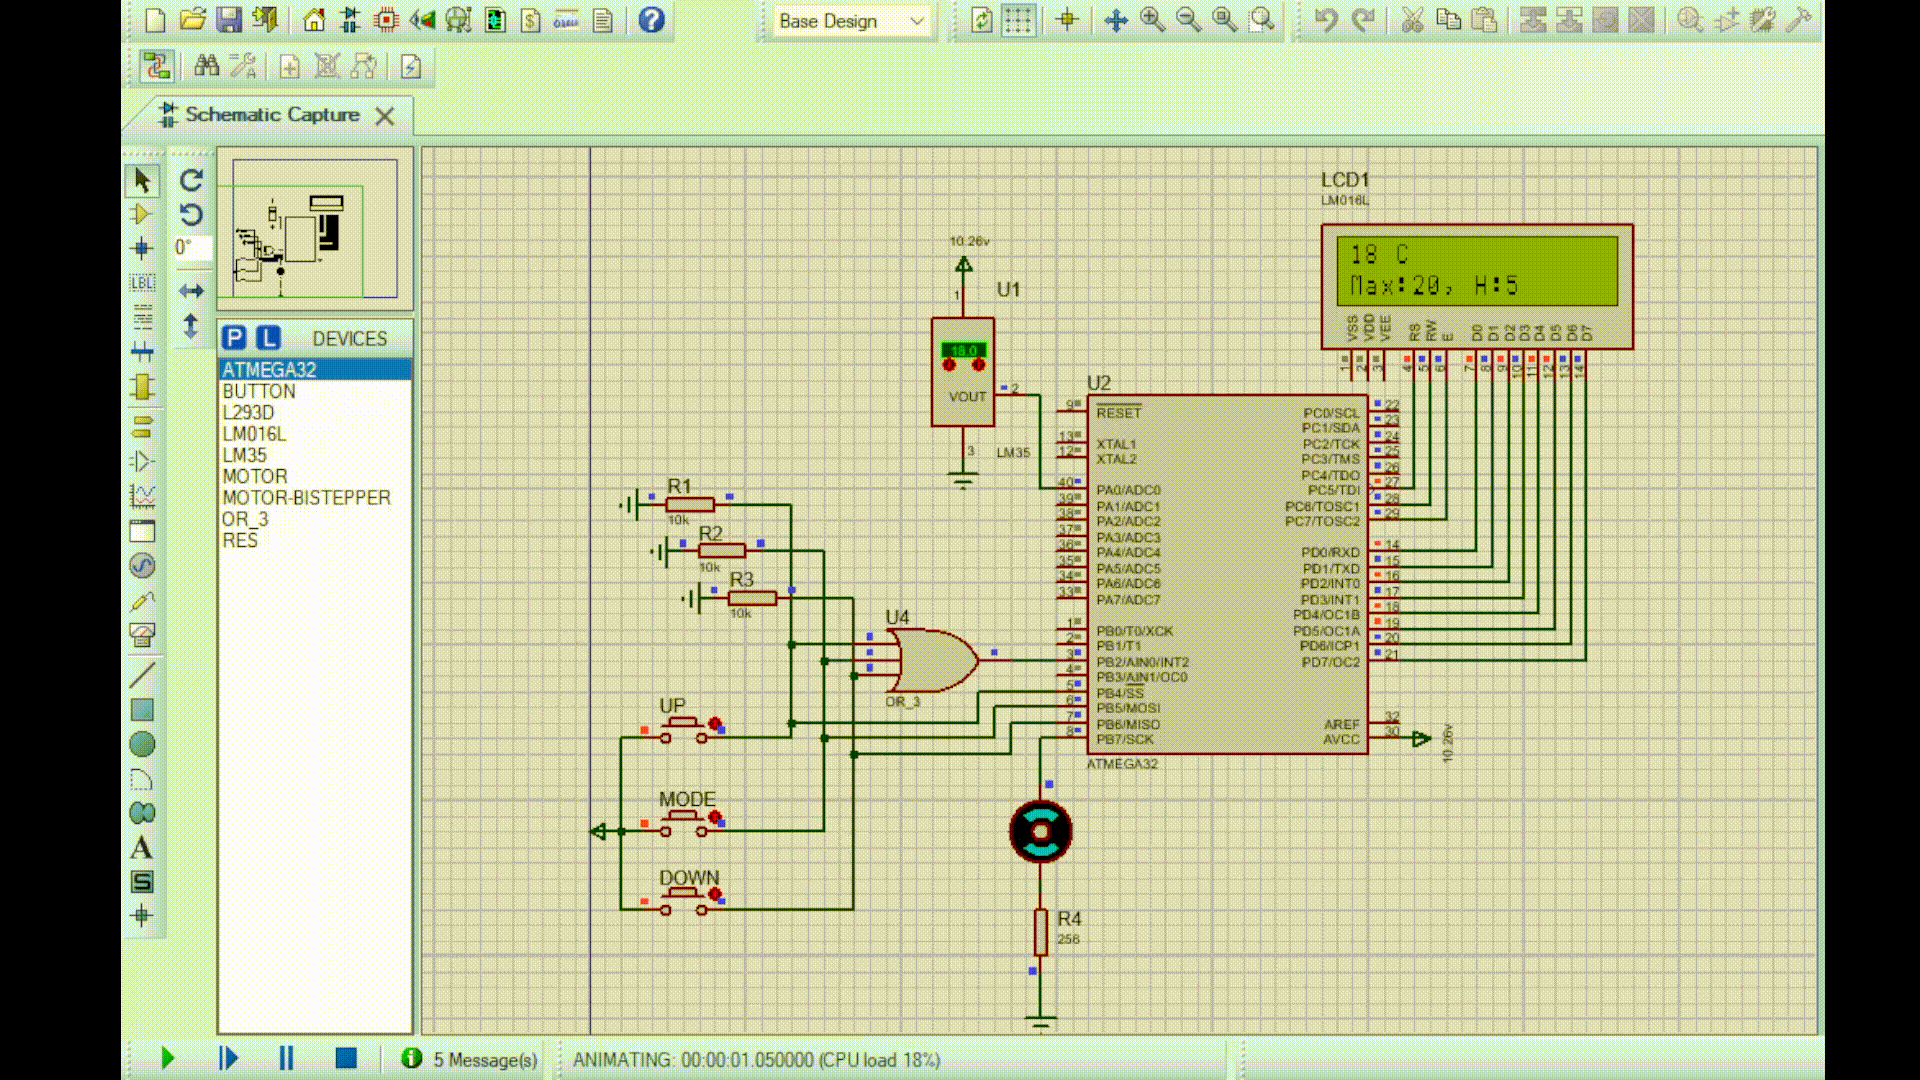 Base Design
Schematic Capture
0°
LBL
P L DEVICES
ATMEGA32
BUTTON
L293D
LM016L
LM35
MOTOR
MOTOR-BISTEPPER
OR_3
RES
A
S
LCD1
LM016L
18 C
Max:20, H:5
VSS
VDD
VEE
RS
RW
E
D0
D1
D2
D3
D4
D5
D6
D7
1
2
3
4
5
6
7
8
9
10
11
12
13
14
10.26v
1
U1
18.0
VOUT
2
3
LM35
U2
9
RESET
13
XTAL1
12
XTAL2
40
PA0/ADC0
39
PA1/ADC1
38
PA2/ADC2
37
PA3/ADC3
36
PA4/ADC4
35
PA5/ADC5
34
PA6/ADC6
33
PA7/ADC7
1
PB0/T0/XCK
2
PB1/T1
3
PB2/AIN0/INT2
4
PB3/AIN1/OC0
5
PB4/SS
6
PB5/MOSI
7
PB6/MISO
8
PB7/SCK
PC0/SCL
22
PC1/SDA
23
PC2/TCK
24
PC3/TMS
25
PC4/TDO
26
PC5/TDI
27
PC6/TOSC1
28
PC7/TOSC2
29
PD0/RXD
14
PD1/TXD
15
PD2/INT0
16
PD3/INT1
17
PD4/OC1B
18
PD5/OC1A
19
PD6/ICP1
20
PD7/OC2
21
AREF
32
AVCC
30
10.26v
ATMEGA32
R1
10k
R2
10k
R3
10k
U4
OR_3
UP
MODE
DOWN
R4
256
5 Message(s)
ANIMATING: 00:00:01.050000 (CPU load 18%)